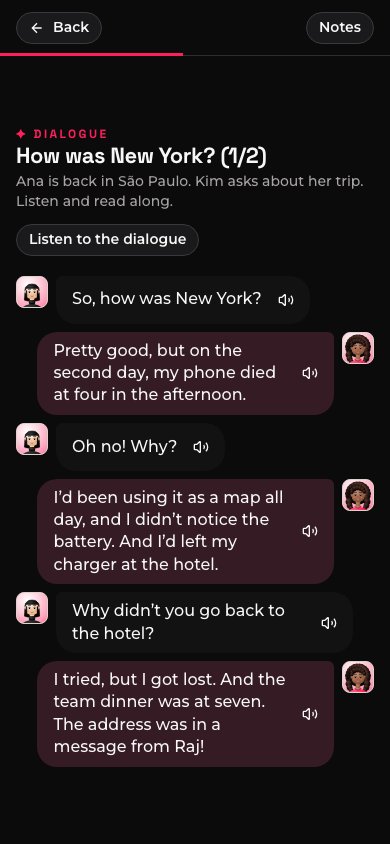 Back
Notes
DIALOGUE
How was New York? (1/2)
Ana is back in São Paulo. Kim asks about her trip.
Listen and read along.
Listen to the dialogue
So, how was New York?
Pretty good, but on the
second day, my phone died
at four in the afternoon.
Oh no! Why?
I’d been using it as a map all
day, and I didn’t notice the
battery. And I’d left my
charger at the hotel.
Why didn’t you go back to
the hotel?
I tried, but I got lost. And the
team dinner was at seven.
The address was in a
message from Raj!